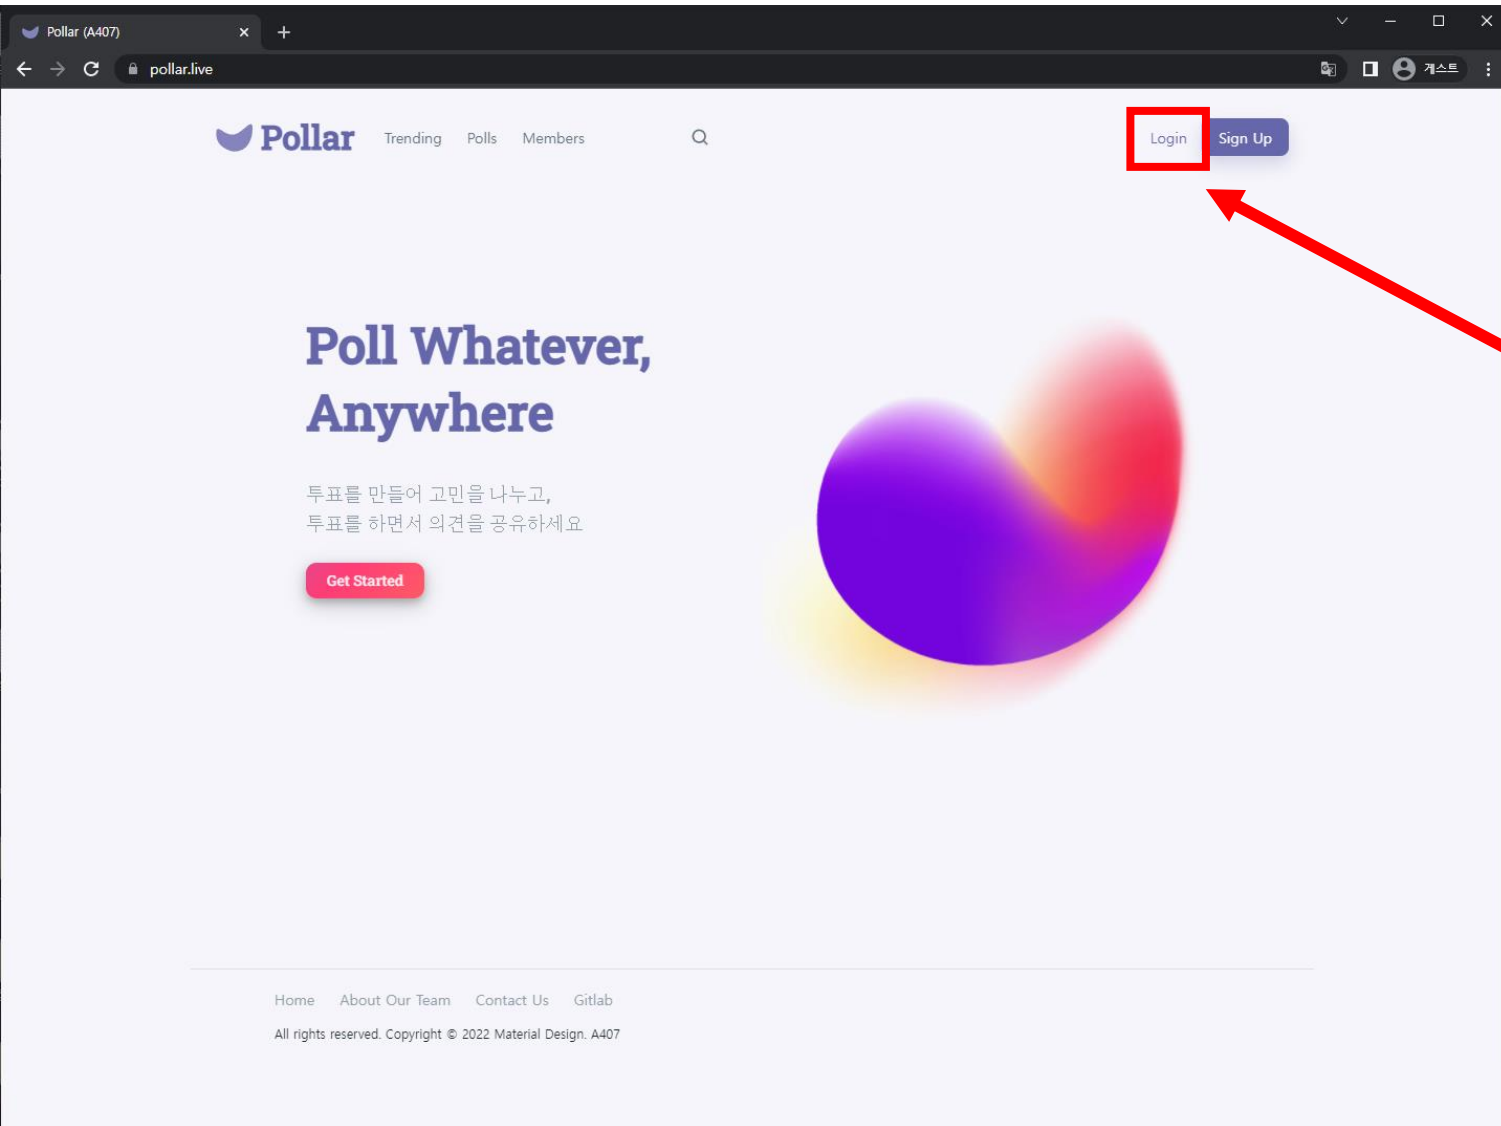 Pollar (A407)
pollar.live
게스트
Pollar Trending Polls Members Login Sign Up
Poll Whatever,
Anywhere
투표를 만들어 고민을 나누고,
투표를 하면서 의견을 공유하세요
Get Started
Home About Our Team Contact Us Gitlab
All rights reserved. Copyright © 2022 Material Design. A407